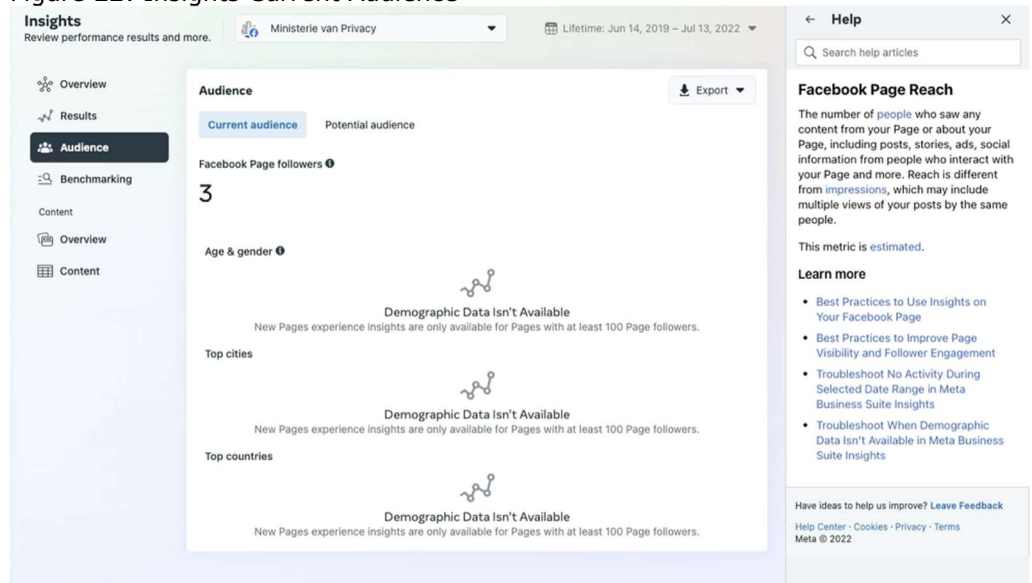 Insights
Review performance results and more.
Ministerie van Privacy
Lifetime: Jun 14, 2019 – Jul 13, 2022
Overview
Results
Audience
Benchmarking
Content
Overview
Content
Audience
Export
Current audience
Potential audience
Facebook Page followers
3
Age & gender
Demographic Data Isn't Available
New Pages experience insights are only available for Pages with at least 100 Page followers.
Top cities
Demographic Data Isn't Available
New Pages experience insights are only available for Pages with at least 100 Page followers.
Top countries
Demographic Data Isn't Available
New Pages experience insights are only available for Pages with at least 100 Page followers.
Help
Search help articles
Facebook Page Reach
The number of people who saw any
content from your Page or about your
Page, including posts, stories, ads, social
information from people who interact with
your Page and more. Reach is different
from impressions, which may include
multiple views of your posts by the same
people.
This metric is estimated.
Learn more
• Best Practices to Use Insights on
Your Facebook Page
• Best Practices to Improve Page
Visibility and Follower Engagement
• Troubleshoot No Activity During
Selected Date Range in Meta
Business Suite Insights
• Troubleshoot When Demographic
Data Isn't Available in Meta Business
Suite Insights
Have ideas to help us improve? Leave Feedback
Help Center · Cookies · Privacy · Terms
Meta © 2022